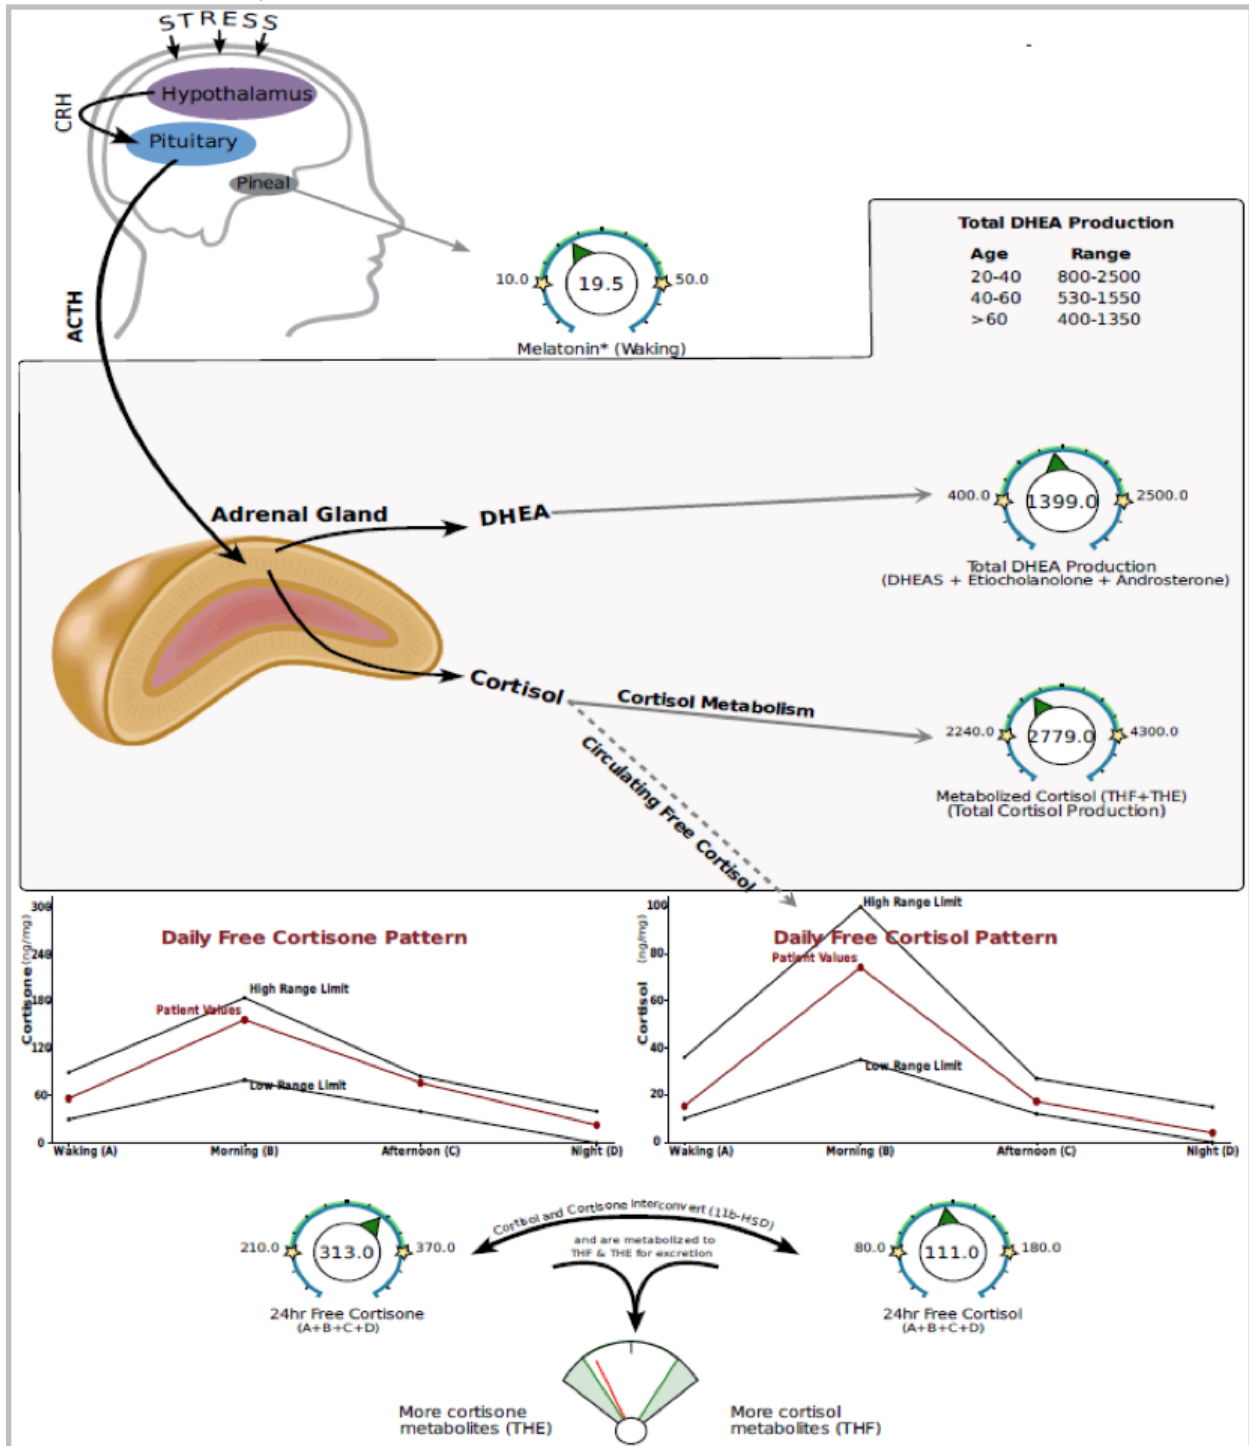 STRESS
Hypothalamus
CRH
Pituitary
Pineal
ACTH
10.0
19.5
50.0
Melatonin* (Waking)
Total DHEA Production
Age Range
20-40 800-2500
40-60 530-1550
>60 400-1350
Adrenal Gland
DHEA
400.0
1399.0
2500.0
Total DHEA Production
(DHEAS + Etiocholanolone + Androsterone)
Cortisol
Cortisol Metabolism
Circulating Free Cortisol
2240.0
2779.0
4300.0
Metabolized Cortisol (THF+THE)
(Total Cortisol Production)
Daily Free Cortisone Pattern
Cortisone (ng/mg)
300
240
180
120
60
0
High Range Limit
Patient Values
Low Range Limit
Waking (A)
Morning (B)
Afternoon (C)
Night (D)
Daily Free Cortisol Pattern
Cortisol (ng/mg)
100
80
60
40
20
0
High Range Limit
Patient Values
Low Range Limit
Waking (A)
Morning (B)
Afternoon (C)
Night (D)
210.0
313.0
370.0
24hr Free Cortisone
(A+B+C+D)
Cortisol and Cortisone interconvert (11b-HSD)
and are metabolized to
THF & THE for excretion
80.0
111.0
180.0
24hr Free Cortisol
(A+B+C+D)
More cortisone
metabolites (THE)
More cortisol
metabolites (THF)